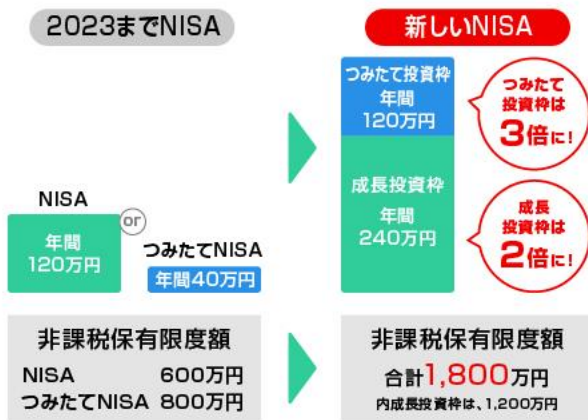 2023までNISA
NISA
年間
120万円
or
つみたてNISA
年間40万円
非課税保有限度額
NISA 600万円
つみたてNISA 800万円
新しいNISA
つみたて投資枠
年間
120万円
成長投資枠
年間
240万円
つみたて
投資枠は
3倍に!
成長
投資枠は
2倍に!
非課税保有限度額
合計1,800万円
内成長投資枠は、1,200万円